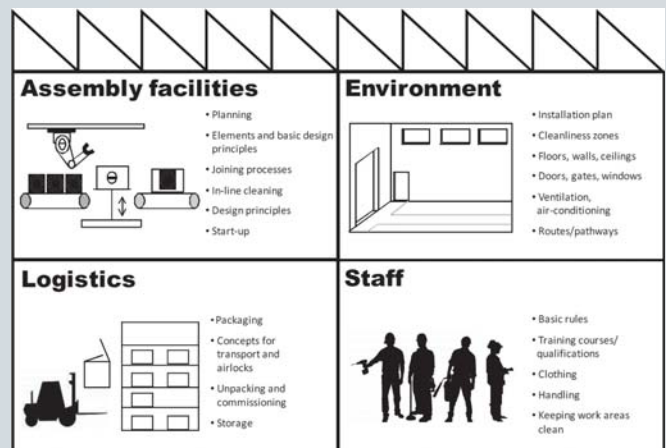 Assembly facilities
• Planning
• Elements and basic design
principles
• Joining processes
• In-line cleaning
• Design principles
• Start-up
Environment
• Installation plan
• Cleanliness zones
• Floors, walls, ceilings
• Doors, gates, windows
• Ventilation,
air-conditioning
• Routes/pathways
Logistics
• Packaging
• Concepts for
transport and
airlocks
• Unpacking and
commissioning
• Storage
Staff
• Basic rules
• Training courses/
qualifications
• Clothing
• Handling
• Keeping work areas
clean